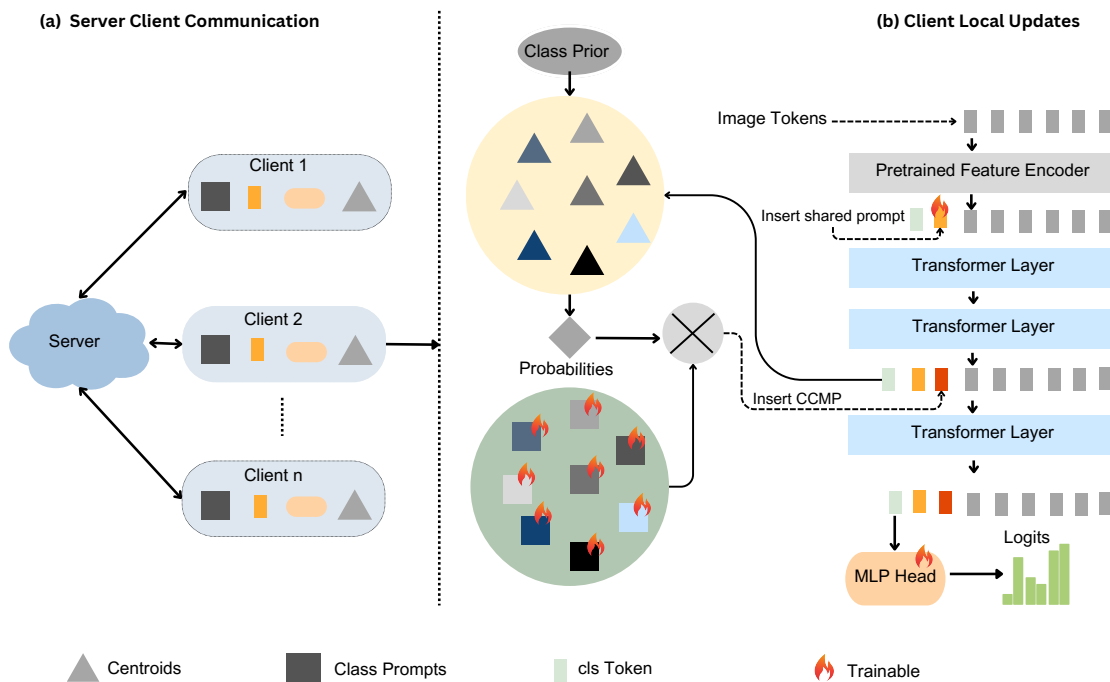 (a) Server Client Communication
Client 1
Server
Client 2
Client n
(b) Client Local Updates
Class Prior
Probabilities
Image Tokens
Pretrained Feature Encoder
Insert shared prompt
Transformer Layer
Transformer Layer
Insert CCMP
Transformer Layer
MLP Head
Logits
Centroids
Class Prompts
cls Token
Trainable